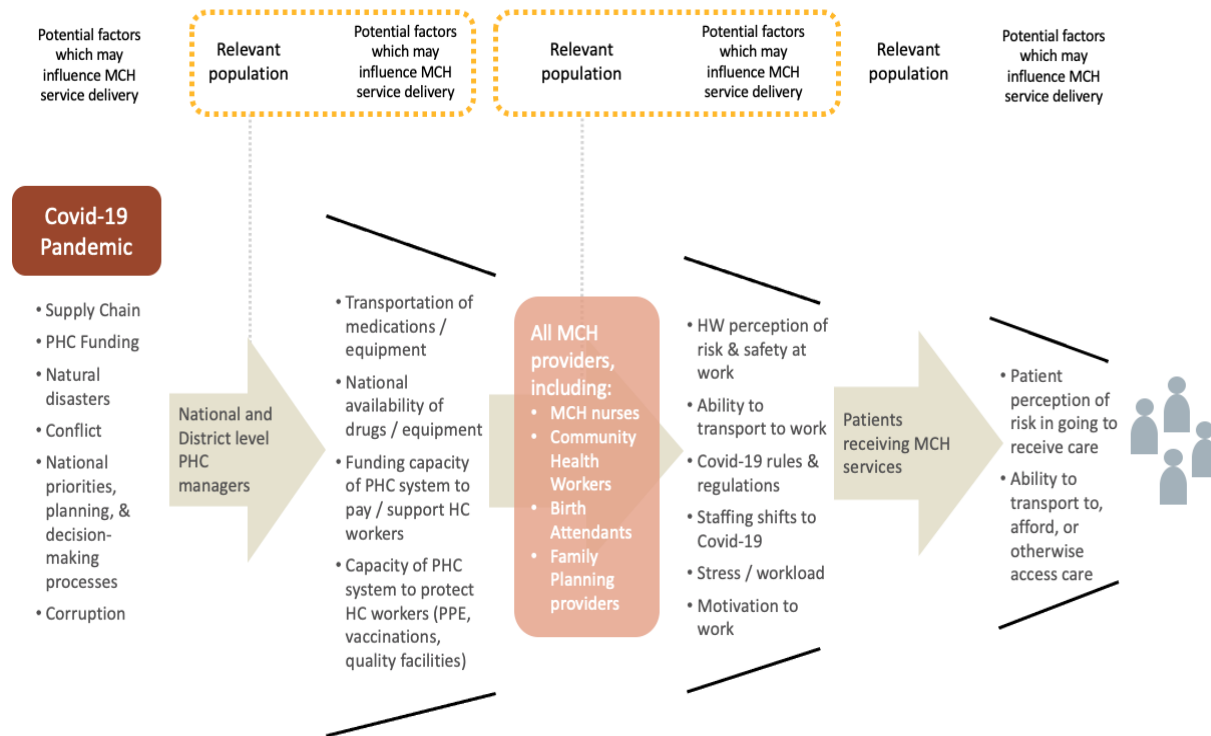 Potential factors
which may
influence MCH
service delivery
Relevant
population
Potential factors
which may
influence MCH
service delivery
Relevant
population
Potential factors
which may
influence MCH
service delivery
Relevant
population
Potential factors
which may
influence MCH
service delivery
Covid-19
Pandemic
• Supply Chain
• PHC Funding
• Natural
disasters
• Conflict
• National
priorities,
planning, &
decision-
making
processes
• Corruption
National and
District level
PHC
managers
• Transportation of
medications /
equipment
• National
availability of
drugs / equipment
• Funding capacity
of PHC system to
pay / support HC
workers
• Capacity of PHC
system to protect
HC workers (PPE,
vaccinations,
quality facilities)
All MCH
providers,
including:
• MCH nurses
• Community
Health
Workers
• Birth
Attendants
• Family
Planning
providers
• HW perception of
risk & safety at
work
• Ability to
transport to work
• Covid-19 rules &
regulations
• Staffing shifts to
Covid-19
• Stress / workload
• Motivation to
work
Patients
receiving MCH
services
• Patient
perception of
risk in going to
receive care
• Ability to
transport to,
afford, or
otherwise
access care